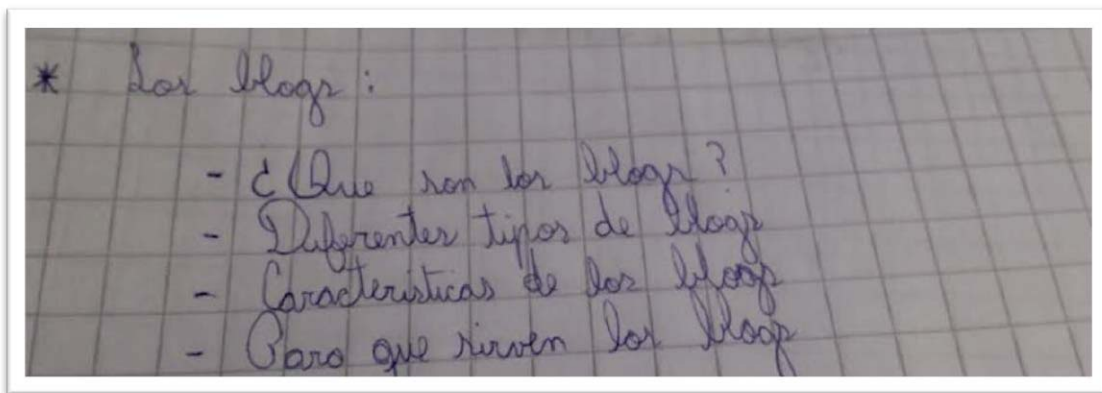 * Los blogs:
- ¿Que son los blogs?
- Diferentes tipos de blogs
- Caracteristicas de los blogs
- Para que sirven los blogs